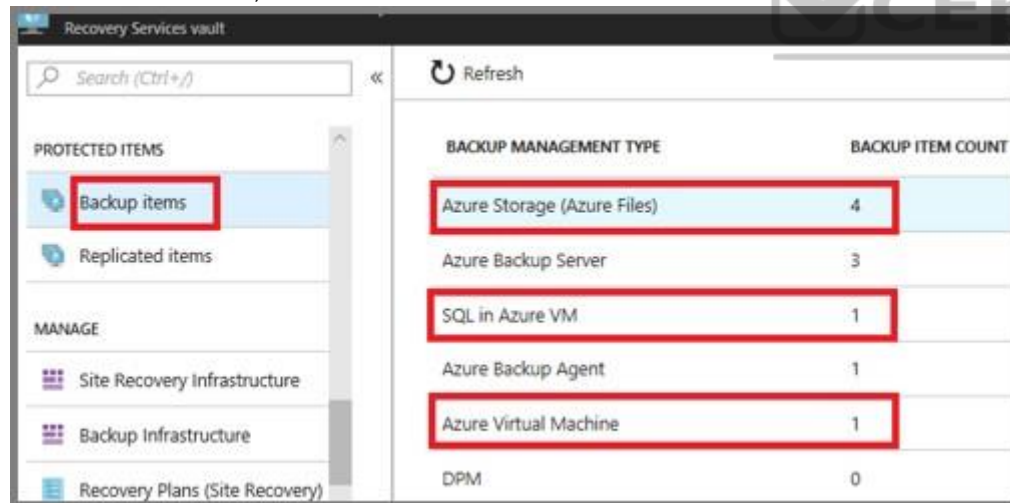 Recovery Services vault
Search (Ctrl+/)
«
Refresh
PROTECTED ITEMS
Backup items
Replicated items
MANAGE
Site Recovery Infrastructure
Backup Infrastructure
Recovery Plans (Site Recovery)
BACKUP MANAGEMENT TYPE BACKUP ITEM COUNT
Azure Storage (Azure Files) 4
Azure Backup Server 3
SQL in Azure VM 1
Azure Backup Agent 1
Azure Virtual Machine 1
DPM 0